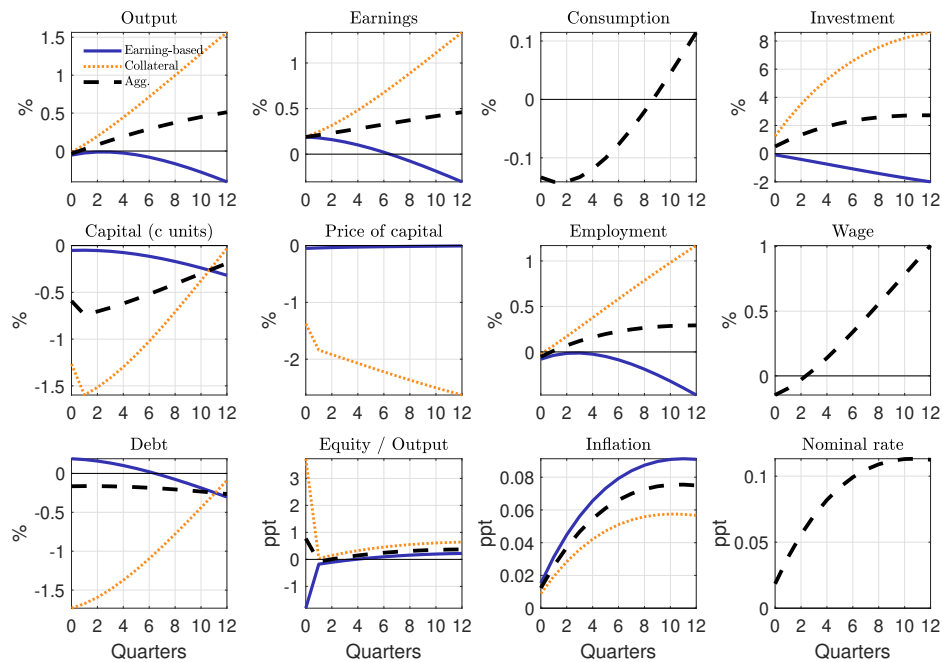 Output
Earnings
Consumption
Investment
1.5
1
0.5
0
%
Earning-based
Collateral
Agg.
0 2 4 6 8 10 12
1
0.5
0
%
0 2 4 6 8 10 12
0.1
0
-0.1
%
0 2 4 6 8 10 12
8
6
4
2
0
-2
%
0 2 4 6 8 10 12
Capital (c units)
Price of capital
Employment
Wage
0
-0.5
-1
-1.5
%
0 2 4 6 8 10 12
0
-1
-2
%
0 2 4 6 8 10 12
1
0.5
0
%
0 2 4 6 8 10 12
1
0.5
0
%
0 2 4 6 8 10 12
Debt
Equity / Output
Inflation
Nominal rate
0
-0.5
-1
-1.5
%
0 2 4 6 8 10 12
Quarters
3
2
1
0
-1
ppt
0 2 4 6 8 10 12
Quarters
0.08
0.06
0.04
0.02
0
ppt
0 2 4 6 8 10 12
Quarters
0.1
0.05
0
ppt
0 2 4 6 8 10 12
Quarters